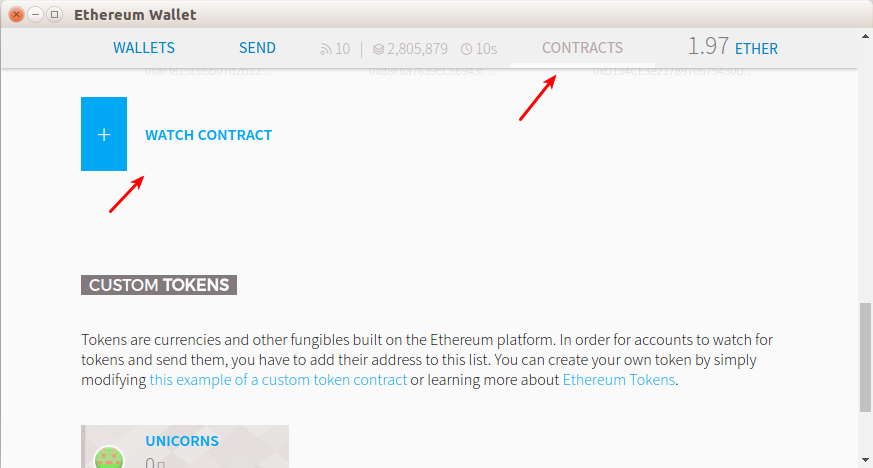 Ethereum Wallet
WALLETS SEND 10 | 2,805,879 10s CONTRACTS 1.97 ETHER
+ WATCH CONTRACT
CUSTOM TOKENS
Tokens are currencies and other fungibles built on the Ethereum platform. In order for accounts to watch for
tokens and send them, you have to add their address to this list. You can create your own token by simply
modifying this example of a custom token contract or learning more about Ethereum Tokens.
UNICORNS
0